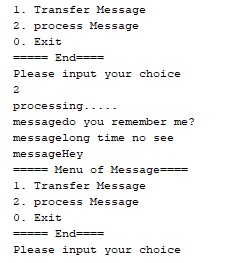 1. Transfer Message
2. process Message
0. Exit
===== End====
Please input your choice
2
processing.....
messagedo you remember me?
messagelong time no see
messageHey
===== Menu of Message====
1. Transfer Message
2. process Message
0. Exit
===== End====
Please input your choice